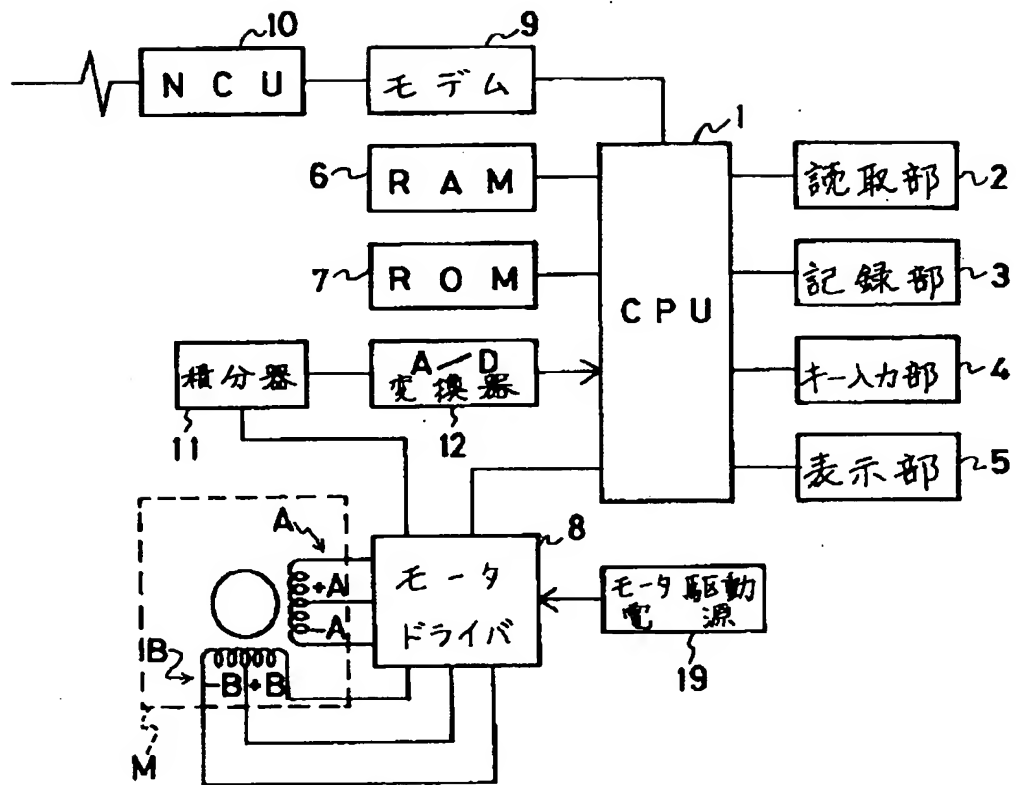 10
NCU
9
モデム
1
6
RAM
読取部
2
7
ROM
記録部
3
CPU
積分器
11
A/D
変換器
12
キー入力部
4
表示部
5
A
+A
-A
8
モータ
ドライバ
モータ駆動
電源
19
B
-B+B
M